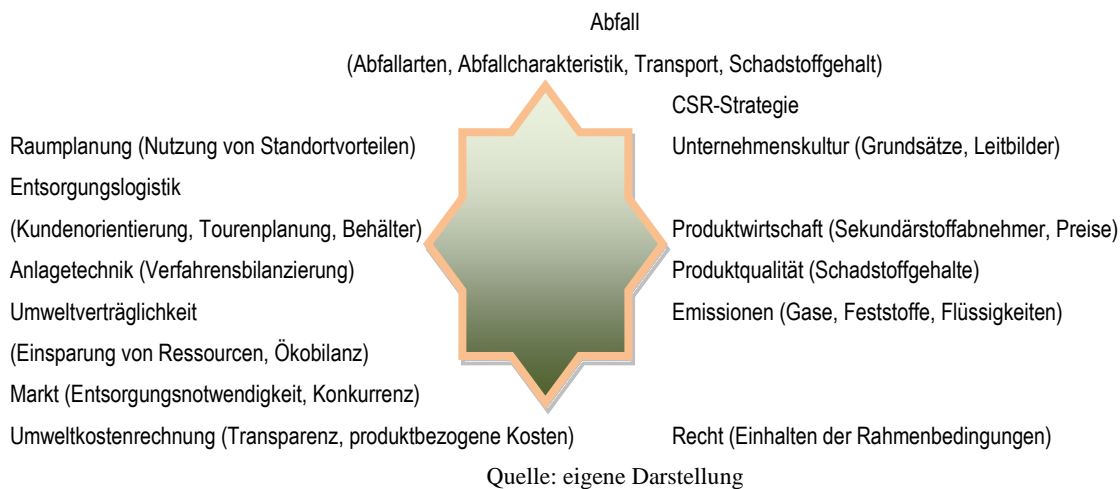 Abfall
(Abfallarten, Abfallcharakteristik, Transport, Schadstoffgehalt)
CSR-Strategie
Raumplanung (Nutzung von Standortvorteilen)
Unternehmenskultur (Grundsätze, Leitbilder)
Entsorgungslogistik
(Kundenorientierung, Tourenplanung, Behälter)
Produktwirtschaft (Sekundärstoffabnehmer, Preise)
Anlagetechnik (Verfahrensbilanzierung)
Produktqualität (Schadstoffgehalte)
Umweltverträglichkeit
Emissionen (Gase, Feststoffe, Flüssigkeiten)
(Einsparung von Ressourcen, Ökobilanz)
Markt (Entsorgungsnotwendigkeit, Konkurrenz)
Umweltkostenrechnung (Transparenz, produktbezogene Kosten)
Recht (Einhalten der Rahmenbedingungen)
Quelle: eigene Darstellung